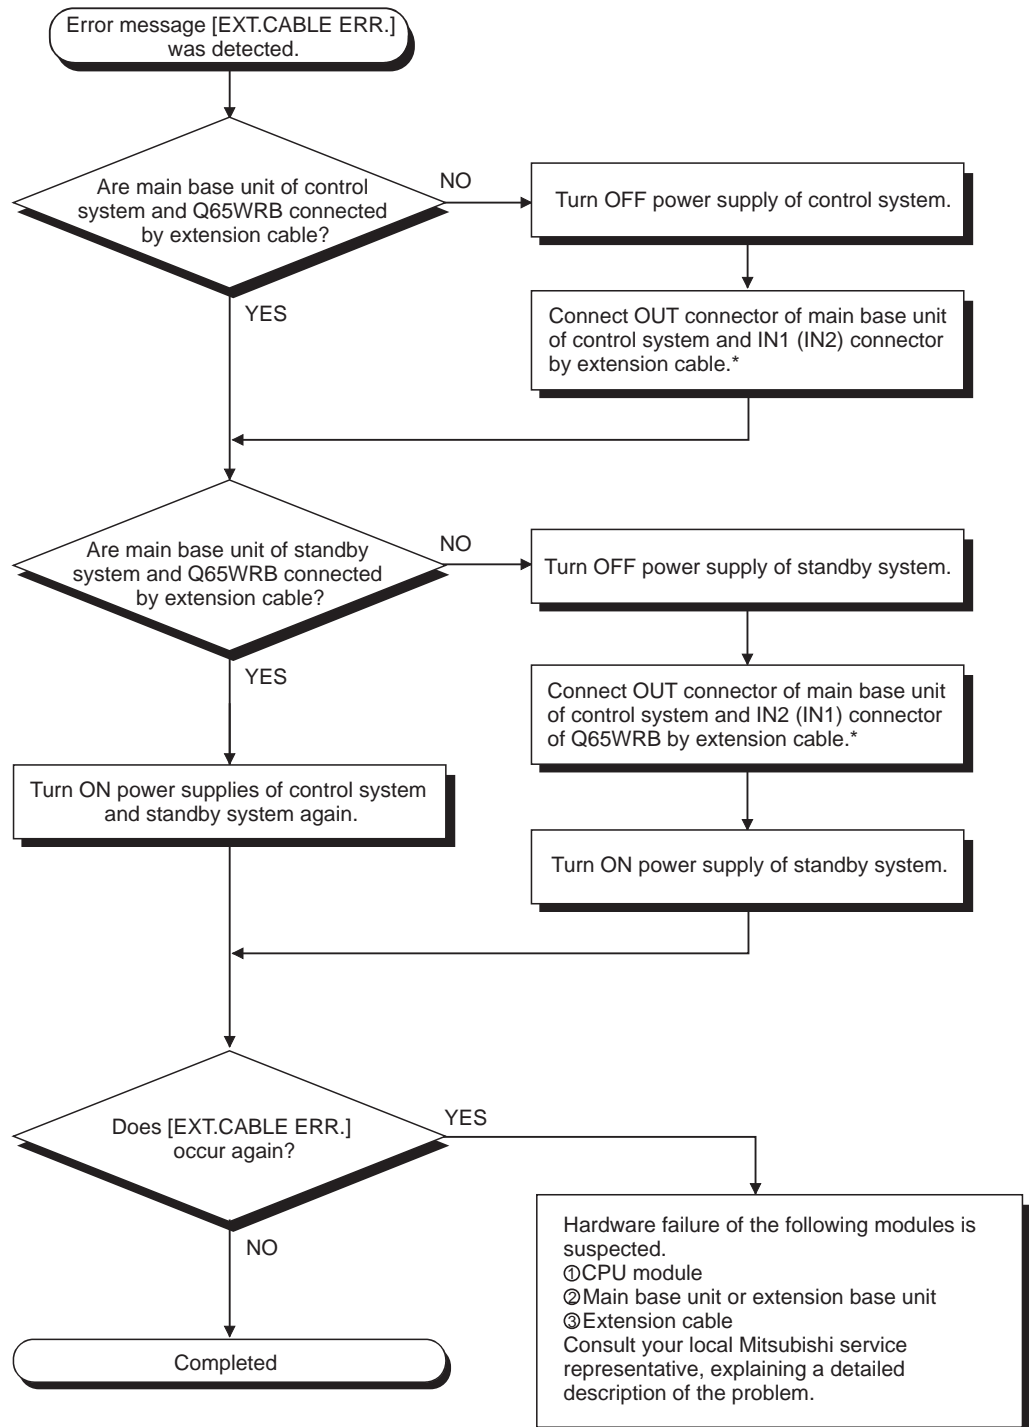 Error message [EXT.CABLE ERR.]
was detected.
Are main base unit of control
system and Q65WRB connected
by extension cable?
NO
Turn OFF power supply of control system.
YES
Connect OUT connector of main base unit
of control system and IN1 (IN2) connector
by extension cable.*
Are main base unit of standby
system and Q65WRB connected
by extension cable?
NO
Turn OFF power supply of standby system.
YES
Connect OUT connector of main base unit
of control system and IN2 (IN1) connector
of Q65WRB by extension cable.*
Turn ON power supplies of control system
and standby system again.
Turn ON power supply of standby system.
Does [EXT.CABLE ERR.]
occur again?
YES
NO
Hardware failure of the following modules is
suspected.
①CPU module
②Main base unit or extension base unit
③Extension cable
Consult your local Mitsubishi service
representative, explaining a detailed
description of the problem.
Completed